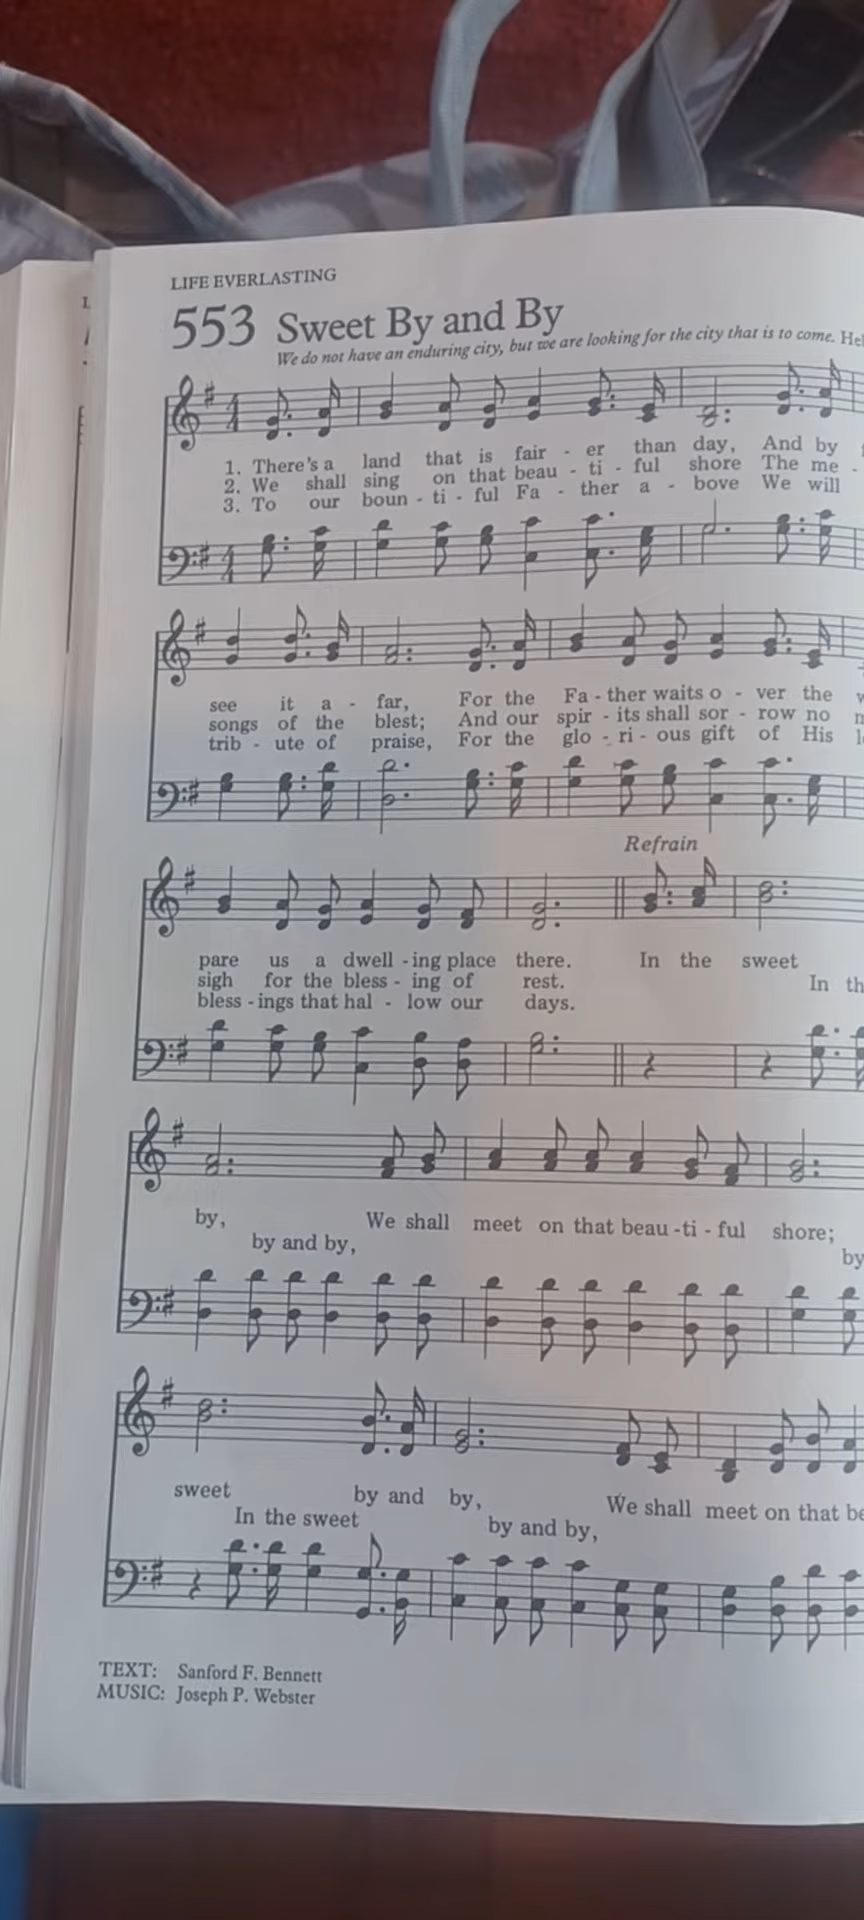 LIFE EVERLASTING
553 Sweet By and By
We do not have an enduring city, but we are looking for the city that is to come. He
1. There's a land that is fair - er than day, And by
2. We shall sing on that beau - ti - ful shore The me -
3. To our boun - ti - ful Fa - ther a - bove We will
see it a - far, For the Fa - ther waits o - ver the
songs of the blest; And our spir - its shall sor - row no
trib - ute of praise, For the glo - ri - ous gift of His
Refrain
pare us a dwell - ing place there. In the sweet
sigh for the bless - ing of rest. In th
bless - ings that hal - low our days.
by, We shall meet on that beau - ti - ful shore;
by and by, by
sweet by and by, We shall meet on that be
In the sweet by and by,
TEXT: Sanford F. Bennett
MUSIC: Joseph P. Webster